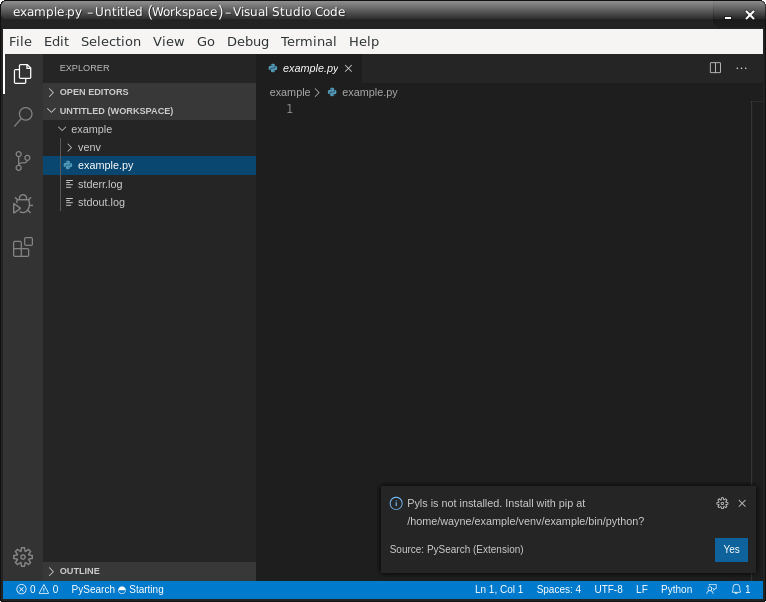 example.py – Untitled (Workspace) – Visual Studio Code
File Edit Selection View Go Debug Terminal Help
EXPLORER
OPEN EDITORS
UNTITLED (WORKSPACE)
example
venv
example.py
stderr.log
stdout.log
OUTLINE
example.py
example example.py
1
Pyls is not installed. Install with pip at
/home/wayne/example/venv/example/bin/python?
Source: PySearch (Extension)
Yes
0 0 PySearch Starting Ln 1, Col 1 Spaces: 4 UTF-8 LF Python 1